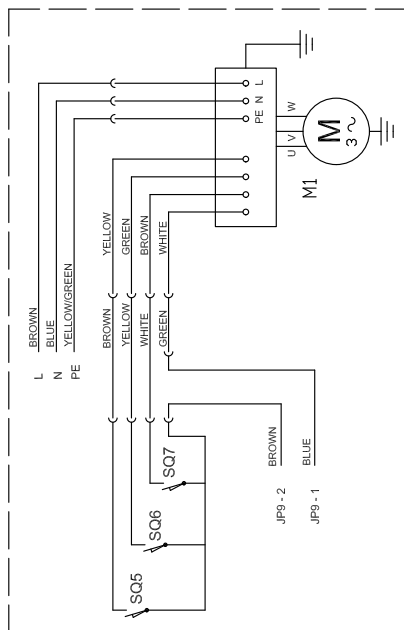 BROWN
L
BLUE
N
YELLOW/GREEN
PE
L
N
PE
W
V
U
M
3 ~
M1
YELLOW
GREEN
BROWN
WHITE
BROWN
YELLOW
WHITE
GREEN
SQ7
SQ6
SQ5
BROWN
JP9 - 2
BLUE
JP9 - 1